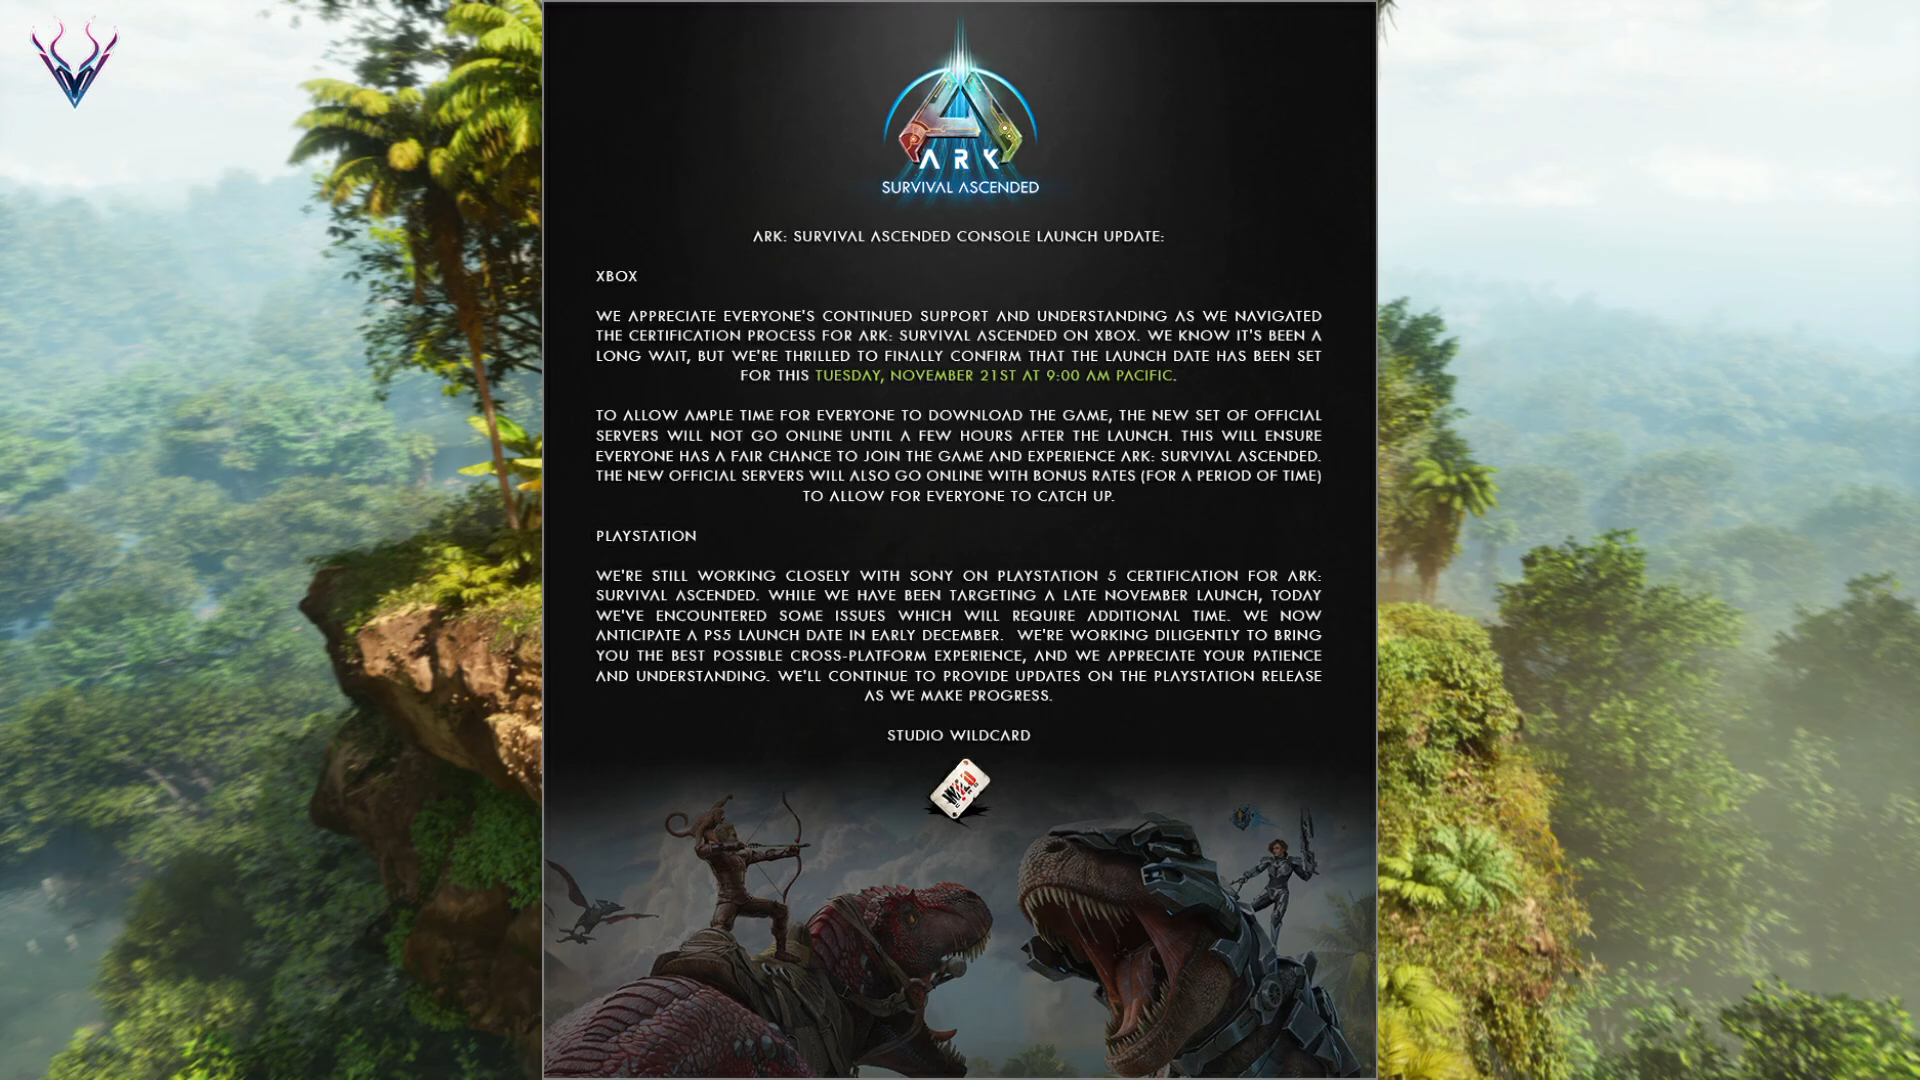 ARK
SURVIVAL ASCENDED
ARK: SURVIVAL ASCENDED CONSOLE LAUNCH UPDATE:
XBOX
WE APPRECIATE EVERYONE'S CONTINUED SUPPORT AND UNDERSTANDING AS WE NAVIGATED
THE CERTIFICATION PROCESS FOR ARK: SURVIVAL ASCENDED ON XBOX. WE KNOW IT'S BEEN A
LONG WAIT, BUT WE'RE THRILLED TO FINALLY CONFIRM THAT THE LAUNCH DATE HAS BEEN SET
FOR THIS TUESDAY, NOVEMBER 21ST AT 9:00 AM PACIFIC.
TO ALLOW AMPLE TIME FOR EVERYONE TO DOWNLOAD THE GAME, THE NEW SET OF OFFICIAL
SERVERS WILL NOT GO ONLINE UNTIL A FEW HOURS AFTER THE LAUNCH. THIS WILL ENSURE
EVERYONE HAS A FAIR CHANCE TO JOIN THE GAME AND EXPERIENCE ARK: SURVIVAL ASCENDED.
THE NEW OFFICIAL SERVERS WILL ALSO GO ONLINE WITH BONUS RATES (FOR A PERIOD OF TIME)
TO ALLOW FOR EVERYONE TO CATCH UP.
PLAYSTATION
WE'RE STILL WORKING CLOSELY WITH SONY ON PLAYSTATION 5 CERTIFICATION FOR ARK:
SURVIVAL ASCENDED. WHILE WE HAVE BEEN TARGETING A LATE NOVEMBER LAUNCH, TODAY
WE'VE ENCOUNTERED SOME ISSUES WHICH WILL REQUIRE ADDITIONAL TIME. WE NOW
ANTICIPATE A PS5 LAUNCH DATE IN EARLY DECEMBER. WE'RE WORKING DILIGENTLY TO BRING
YOU THE BEST POSSIBLE CROSS-PLATFORM EXPERIENCE, AND WE APPRECIATE YOUR PATIENCE
AND UNDERSTANDING. WE'LL CONTINUE TO PROVIDE UPDATES ON THE PLAYSTATION RELEASE
AS WE MAKE PROGRESS.
STUDIO WILDCARD
WILD